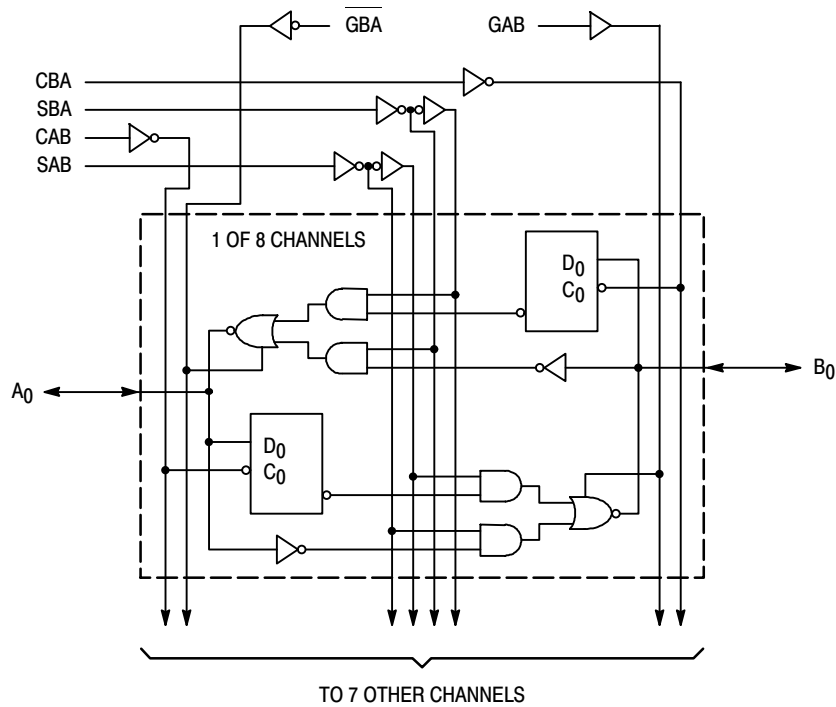 G̅B̅A̅ GAB
CBA
SBA
CAB
SAB
1 OF 8 CHANNELS
D0
C0
A0
B0
D0
C0
TO 7 OTHER CHANNELS